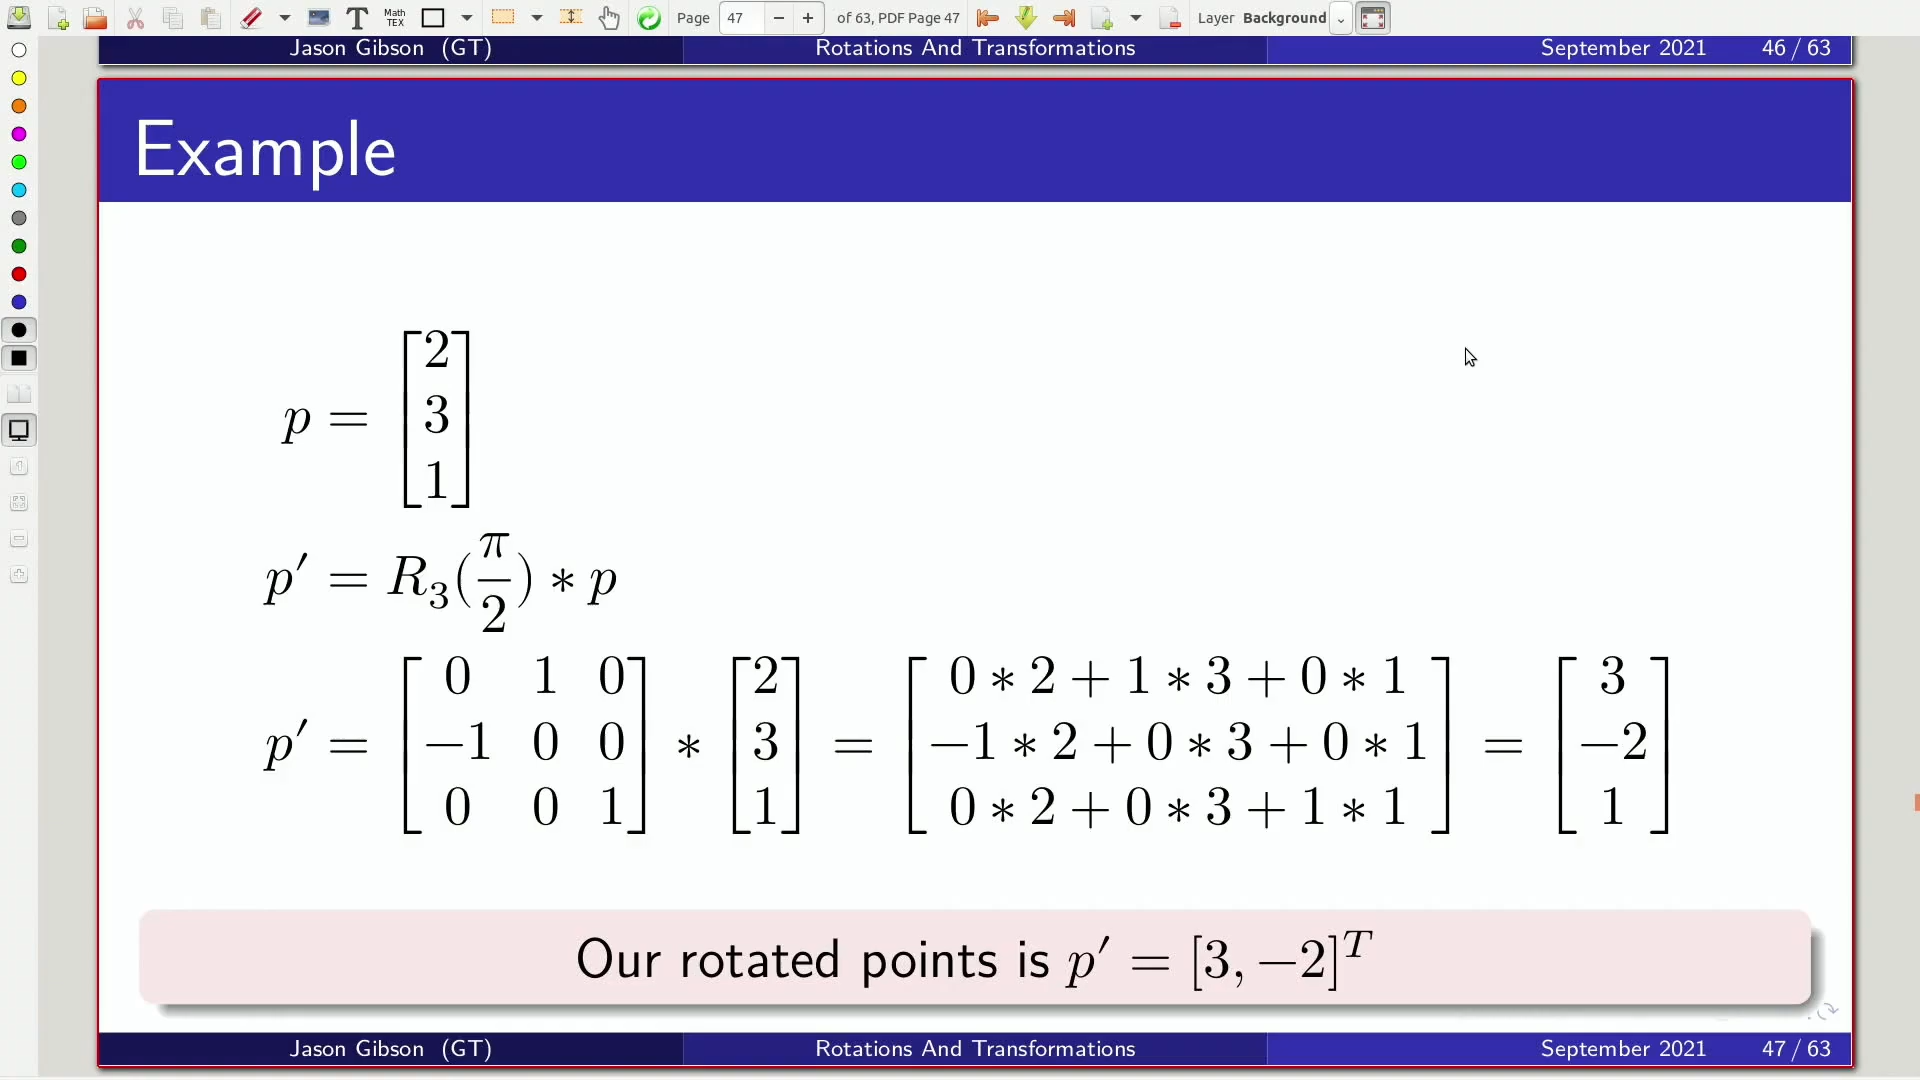 Math
TEX
T
Page 47 of 63, PDF Page 47 Layer Background
Jason Gibson (GT) Rotations And Transformations September 2021 46 / 63
Example
p = [2 3 1]
p′ = R₃(π/2) ∗ p
p′ = [0 1 0; −1 0 0; 0 0 1] ∗ [2 3 1] = [0 ∗ 2 + 1 ∗ 3 + 0 ∗ 1; −1 ∗ 2 + 0 ∗ 3 + 0 ∗ 1; 0 ∗ 2 + 0 ∗ 3 + 1 ∗ 1] = [3 −2 1]
Our rotated points is p′ = [3, −2]ᵀ
Jason Gibson (GT) Rotations And Transformations September 2021 47 / 63